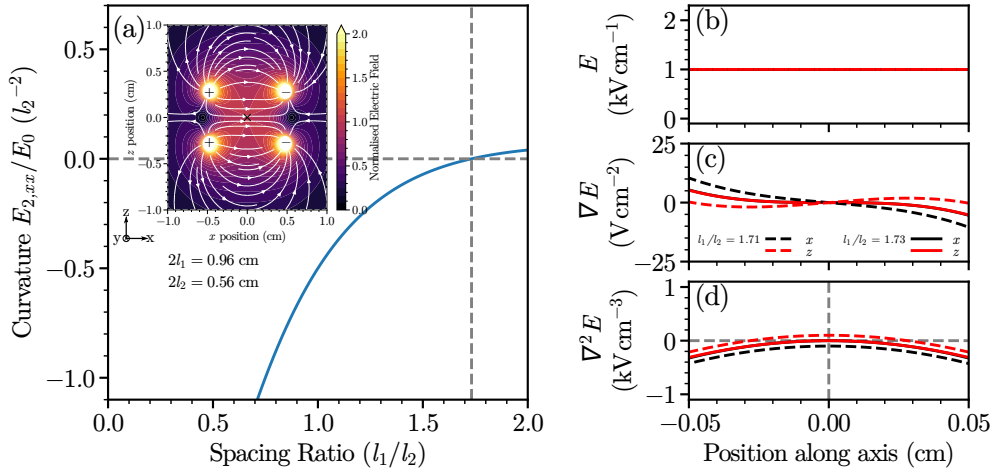 (a)
Curvature E₂,ₓₓ/E₀ (l₂⁻²)
0.5
0.0
−0.5
−1.0
0.0
0.5
1.0
1.5
2.0
Spacing Ratio (l₁/l₂)
z position (cm)
1.0
0.5
0.0
−0.5
−1.0
+
−
+
−
×
−1.0
−0.5
0.0
0.5
1.0
x position (cm)
2.0
1.5
1.0
0.5
0.0
Normalised Electric Field
z
y
x
2l₁ = 0.96 cm
2l₂ = 0.56 cm
(b)
E
(kV cm⁻¹)
2
1
0
(c)
∇E
(V cm⁻²)
25
0
−25
l₁/l₂ = 1.71
x
z
l₁/l₂ = 1.73
x
z
(d)
∇²E
(kV cm⁻³)
1
0
−1
−0.05
0.00
0.05
Position along axis (cm)